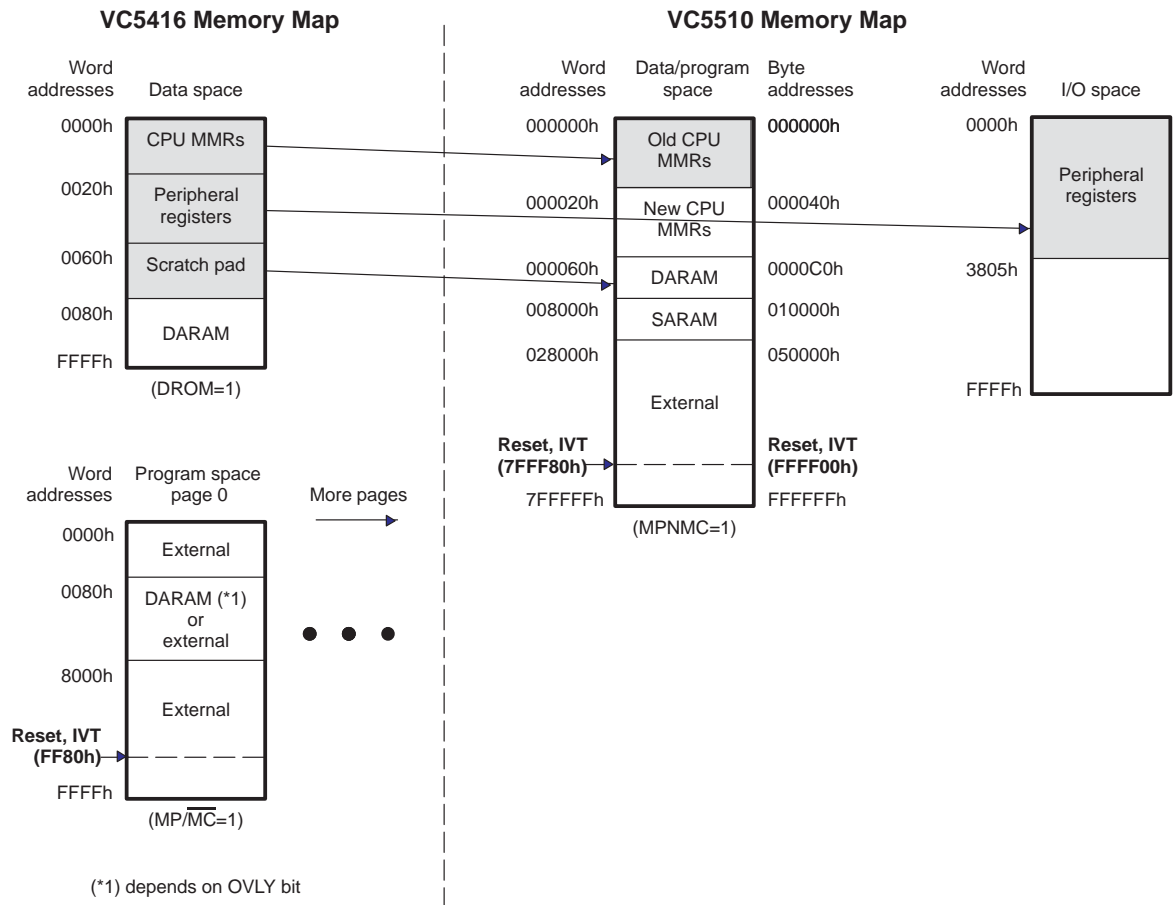 VC5416 Memory Map
Word
addresses
Data space
0000h
CPU MMRs
0020h
Peripheral
registers
0060h
Scratch pad
0080h
DARAM
FFFFh
(DROM=1)
Word
addresses
Program space
page 0
More pages
0000h
External
0080h
DARAM (*1)
or
external
8000h
External
Reset, IVT
(FF80h)
FFFFh
(MP/MC=1)
(*1) depends on OVLY bit
VC5510 Memory Map
Word
addresses
Data/program
space
Byte
addresses
000000h
Old CPU
MMRs
000000h
000020h
New CPU
MMRs
000040h
000060h
DARAM
0000C0h
008000h
SARAM
010000h
028000h
050000h
External
Reset, IVT
(7FFF80h)
Reset, IVT
(FFFF00h)
7FFFFFh
FFFFFFh
(MPNMC=1)
Word
addresses
I/O space
0000h
Peripheral
registers
3805h
FFFFh